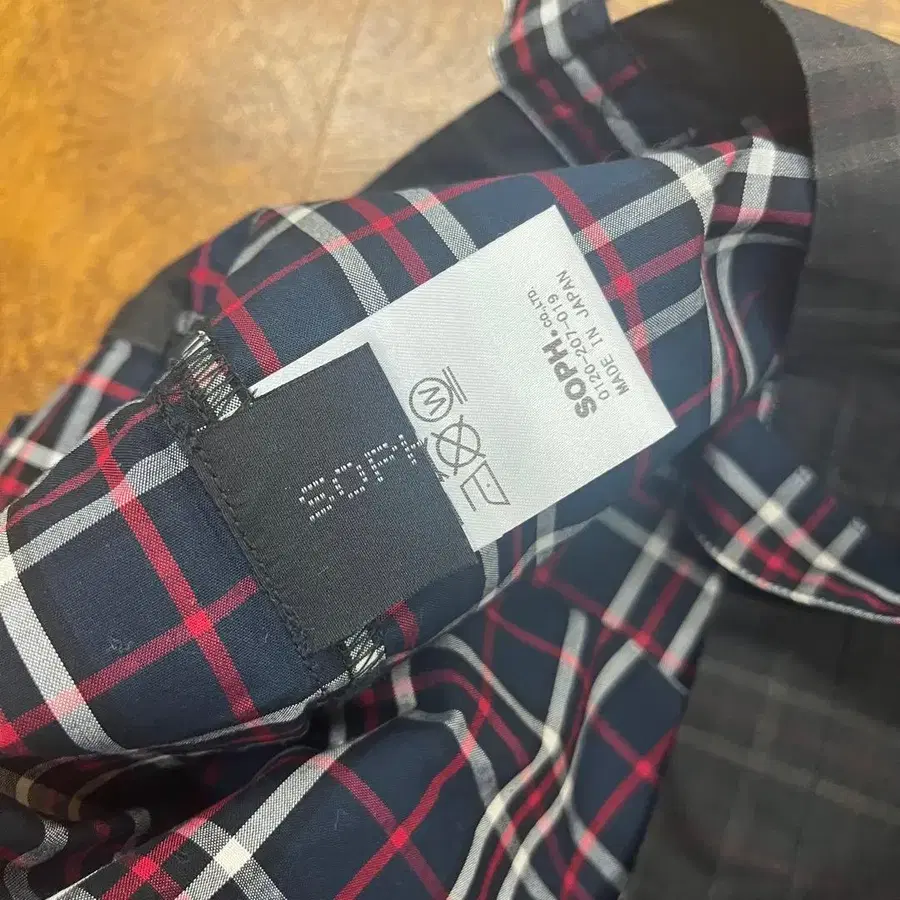 SOPH.CO.,LTD.
0120-207-019
MADE IN JAPAN
W
SOPH